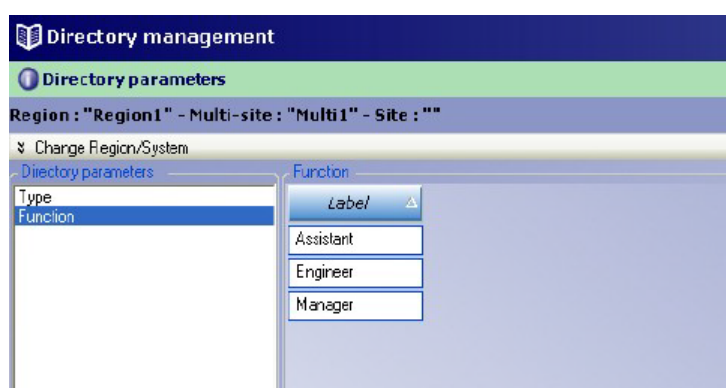 Directory management
Directory parameters
Region : "Region1" - Multi-site : "Multi1" - Site : ""
Change Region/System
Directory parameters
Type
Function
Function
Label
Assistant
Engineer
Manager